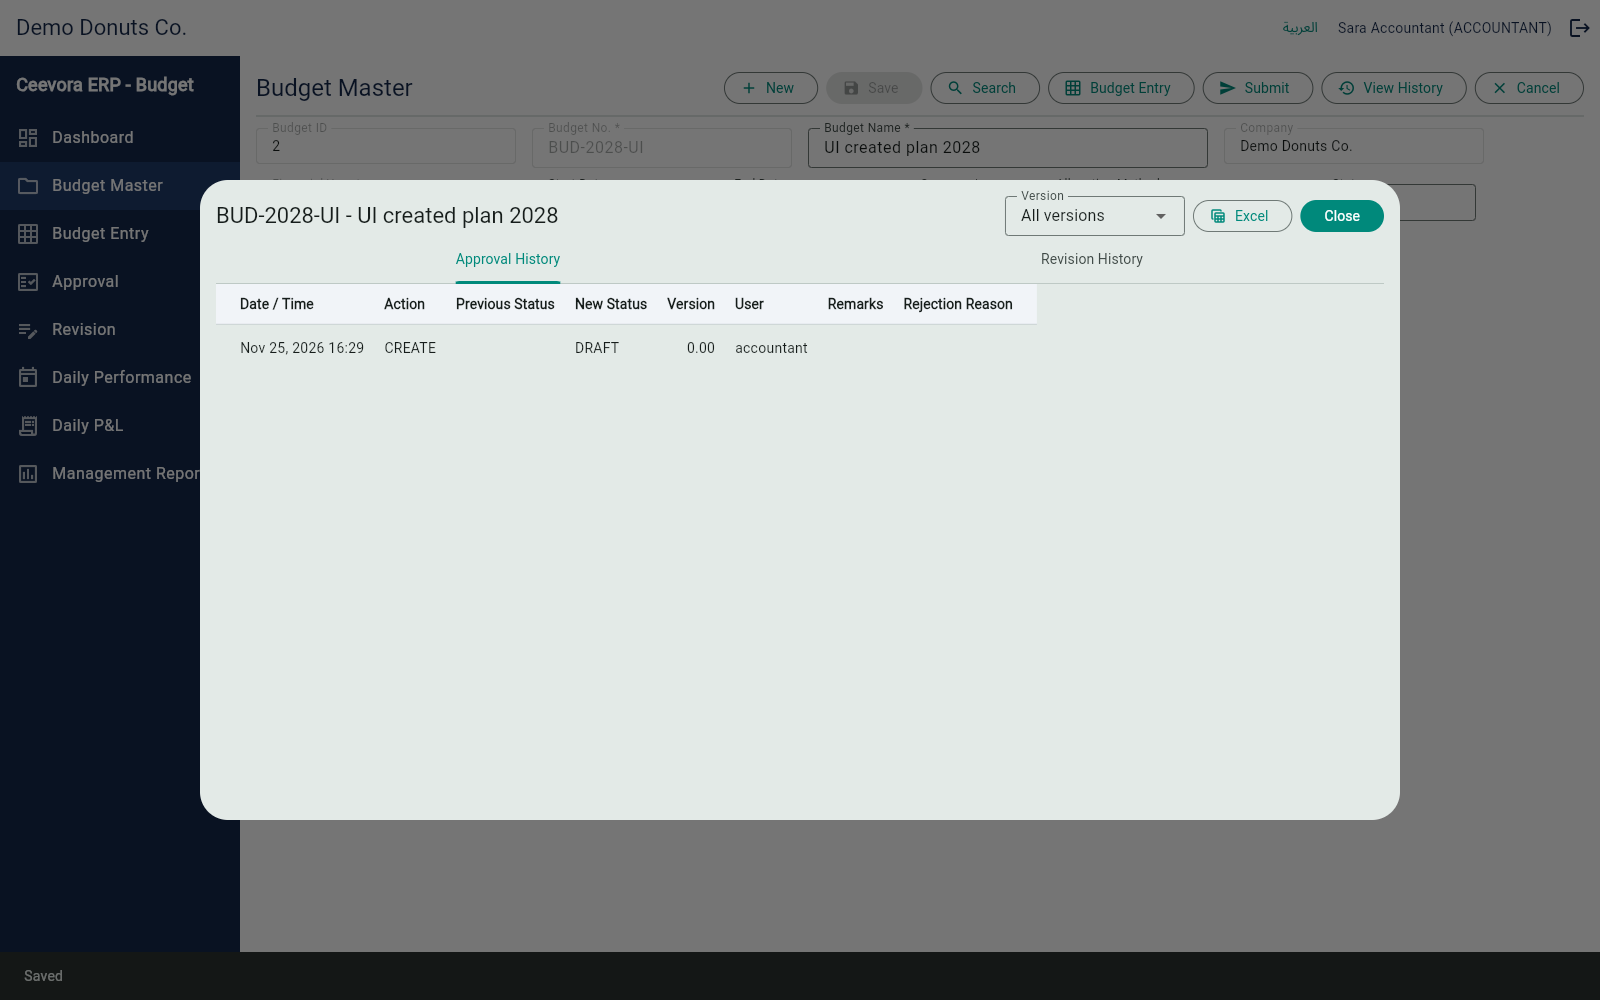 Demo Donuts Co.
العربية
Sara Accountant (ACCOUNTANT)
Ceevora ERP - Budget
Dashboard
Budget Master
Budget Entry
Approval
Revision
Daily Performance
Daily P&L
Management Repor
Budget Master
New
Save
Search
Budget Entry
Submit
View History
Cancel
Budget ID
2
Budget No. *
BUD-2028-UI
Budget Name *
UI created plan 2028
Company
Demo Donuts Co.
BUD-2028-UI - UI created plan 2028
Version
All versions
Excel
Close
Approval History
Revision History
Date / Time Action Previous Status New Status Version User Remarks Rejection Reason
Nov 25, 2026 16:29 CREATE DRAFT 0.00 accountant
Saved